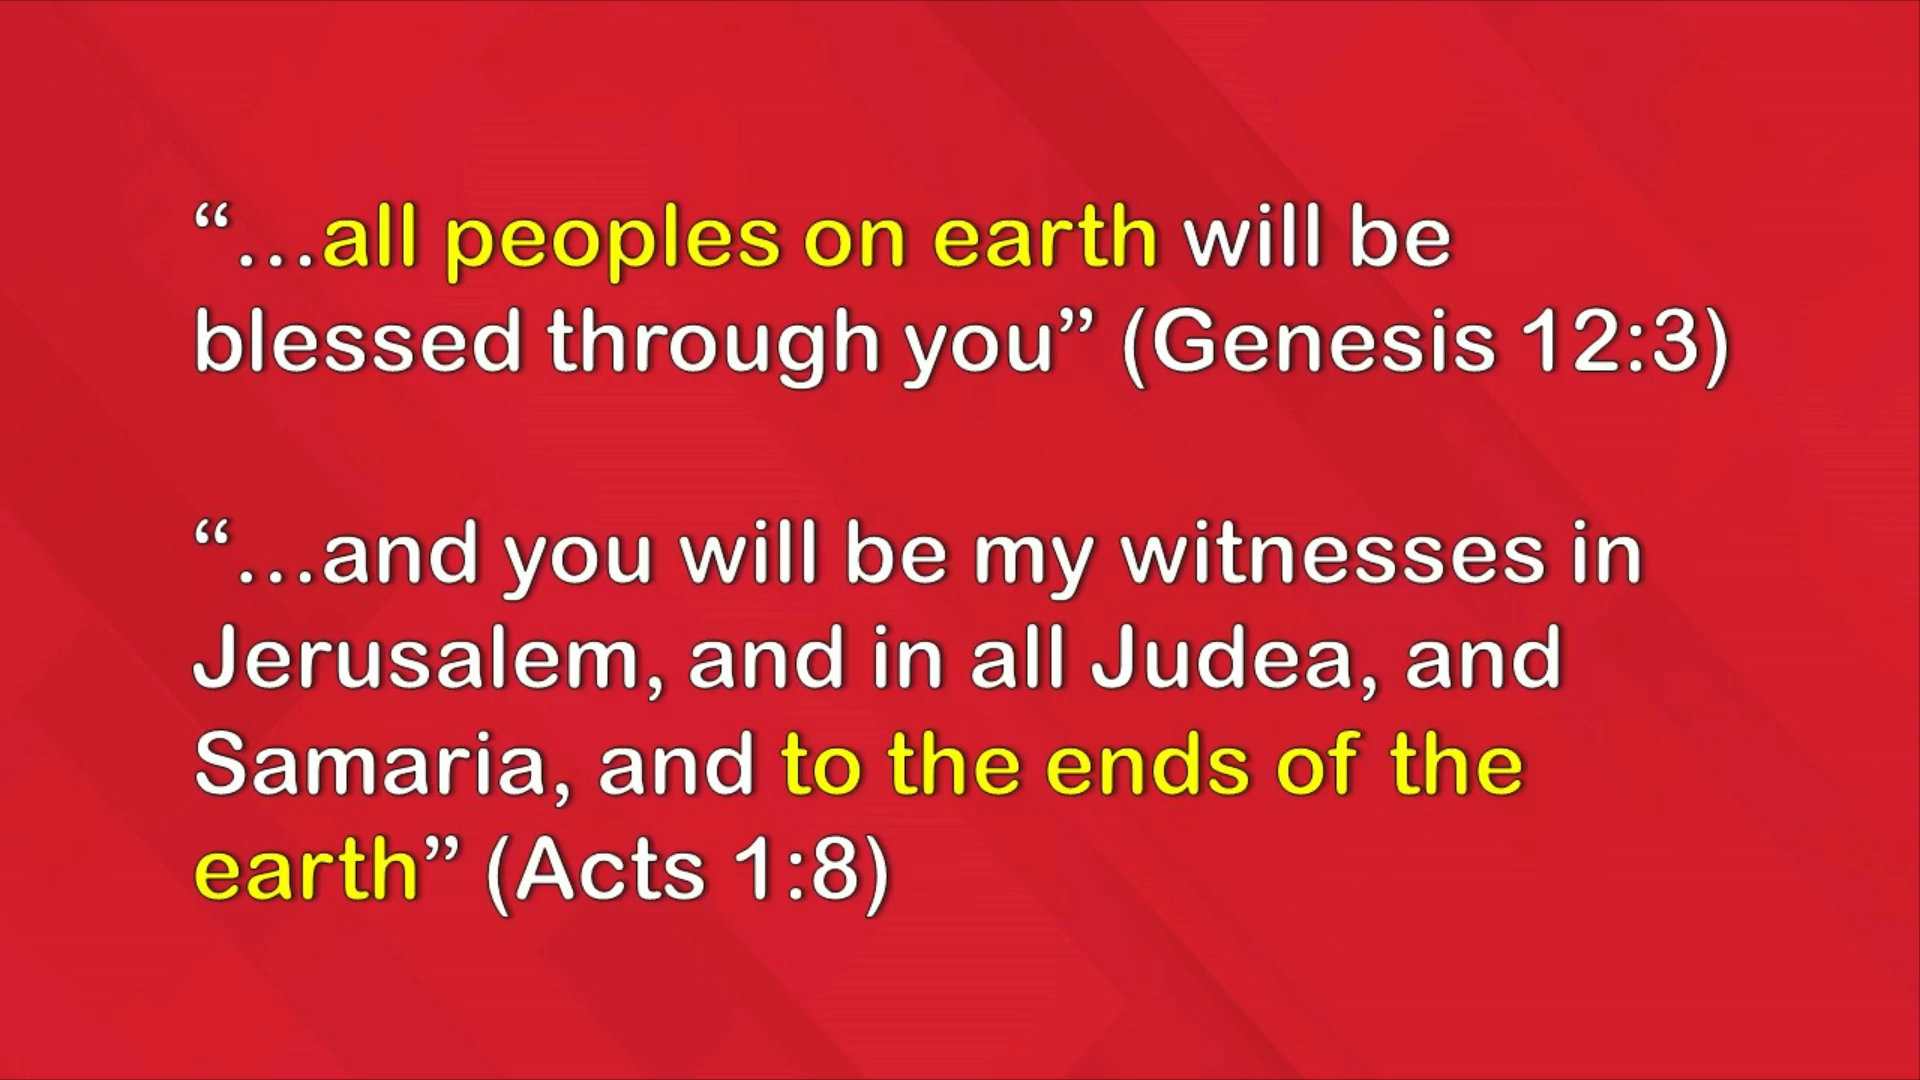 “…all peoples on earth will be
blessed through you” (Genesis 12:3)
“…and you will be my witnesses in
Jerusalem, and in all Judea, and
Samaria, and to the ends of the
earth” (Acts 1:8)